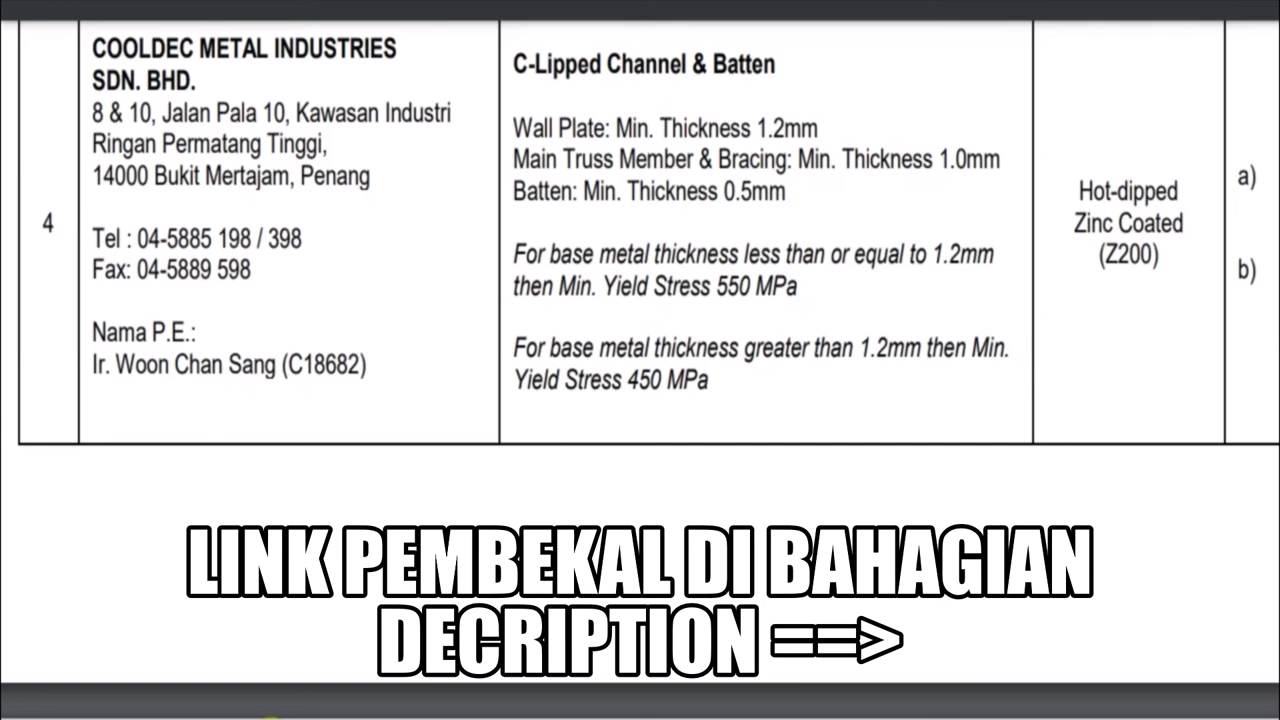 4
COOLDEC METAL INDUSTRIES
SDN. BHD.
8 & 10, Jalan Pala 10, Kawasan Industri
Ringan Permatang Tinggi,
14000 Bukit Mertajam, Penang
Tel : 04-5885 198 / 398
Fax: 04-5889 598
Nama P.E.:
Ir. Woon Chan Sang (C18682)
C-Lipped Channel & Batten
Wall Plate: Min. Thickness 1.2mm
Main Truss Member & Bracing: Min. Thickness 1.0mm
Batten: Min. Thickness 0.5mm
For base metal thickness less than or equal to 1.2mm
then Min. Yield Stress 550 MPa
For base metal thickness greater than 1.2mm then Min.
Yield Stress 450 MPa
Hot-dipped
Zinc Coated
(Z200)
a)
b)
LINK PEMBEKAL DI BAHAGIAN
DECRIPTION ==>